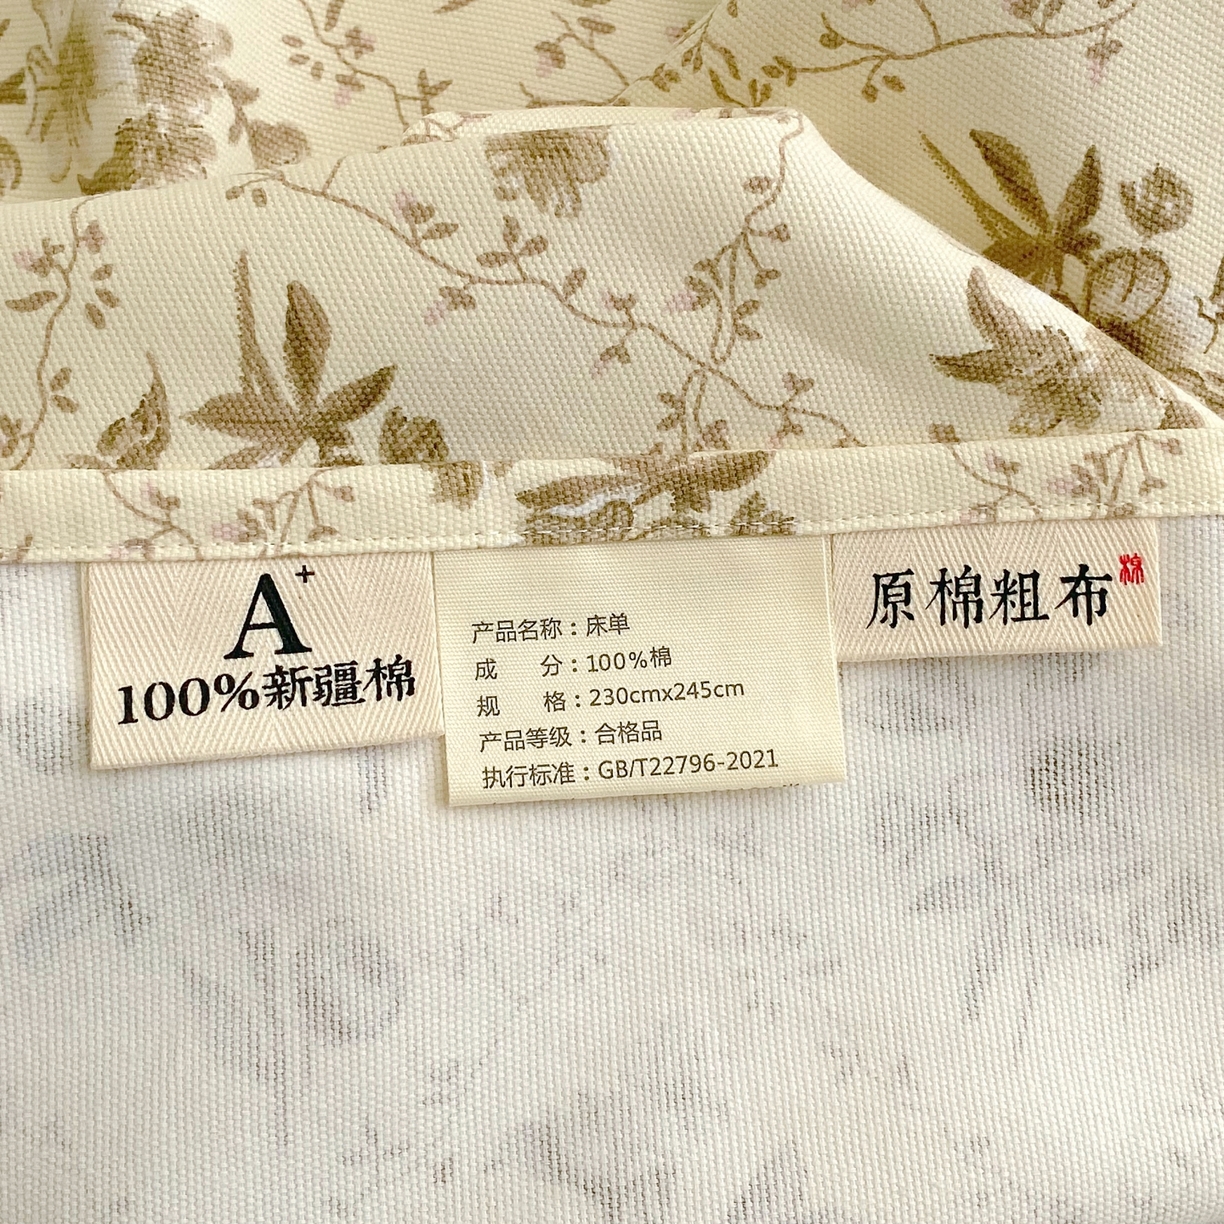 A+
100%新疆棉
产品名称：床单
成 分：100%棉
规 格：230cmx245cm
产品等级：合格品
执行标准：GB/T22796-2021
原棉粗布
棉